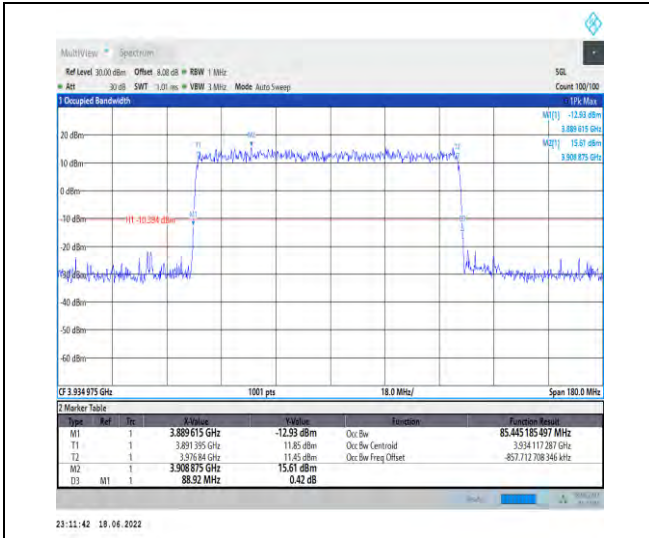 MultiView Spectrum
Ref Level 30.00 dBm Offset 8.08 dB RBW 1 MHz SGL
Att 30 dB SWT 1.01 ms VBW 3 MHz Mode Auto Sweep Count 100/100
1 Occupied Bandwidth 1Pk Max
M1[1] -12.93 dBm
3.889 615 GHz
M2[1] 15.61 dBm
3.908 875 GHz
20 dBm
M2
T1 T2
10 dBm
0 dBm
-10 dBm H1 -10.384 dBm M1
-20 dBm
-30 dBm
-40 dBm
-50 dBm
-60 dBm
CF 3.934 975 GHz 1001 pts 18.0 MHz/ Span 180.0 MHz
2 Marker Table
Type Ref Trc X-Value Y-Value Function Function Result
M1 1 3.889 615 GHz -12.93 dBm Occ Bw 85.445 185 497 MHz
T1 1 3.891 395 GHz 11.85 dBm Occ Bw Centroid 3.934 117 287 GHz
T2 1 3.976 84 GHz 11.45 dBm Occ Bw Freq Offset -857.712 708 346 kHz
M2 1 3.908 875 GHz 15.61 dBm
D3 M1 1 88.92 MHz 0.42 dB
23:11:42 18.06.2022